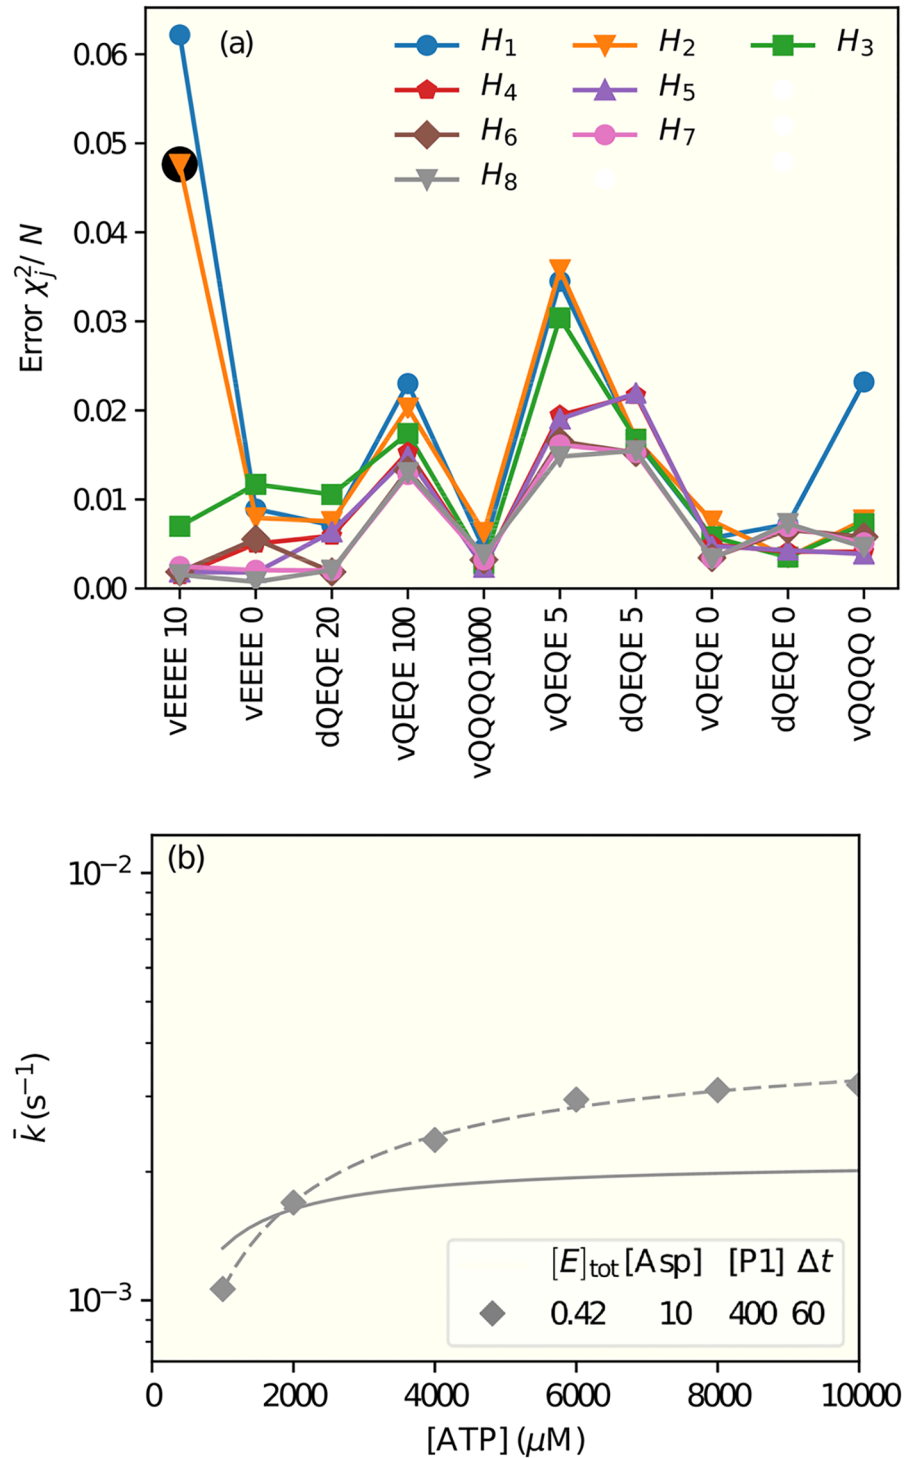 (a)
H1 H2 H3
H4 H5
H6 H7
H8
0.06
0.05
0.04
0.03
0.02
0.01
0.00
Error χj²/ N
vEEEE 10
vEEEE 0
dQEQE 20
vQEQE 100
vQQQQ1000
vQEQE 5
dQEQE 5
vQEQE 0
dQEQE 0
vQQQQ 0
(b)
10⁻²
10⁻³
k̄ (s⁻¹)
[E]tot [Asp] [P1] Δt
0.42 10 400 60
0 2000 4000 6000 8000 10000
[ATP] (μM)